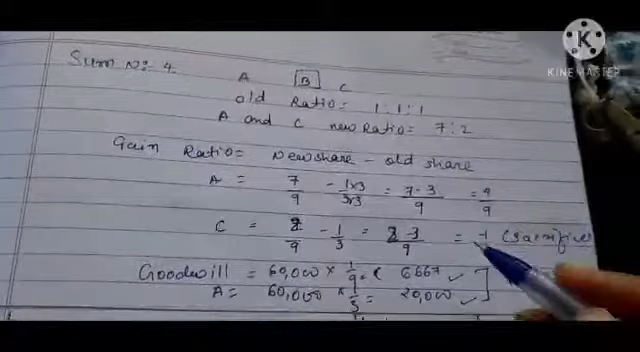 KINEMASTER
Sum No:- 4.
A B C
old Ratio = 1:1:1
A and C new Ratio = 7:2
Gain Ratio = New share - old share
A = 7/9 - 1x3/3x3 = 7-3/9 = 4/9
C = 2/9 - 1/3 = 2-3/9 = -1 (Sacrifice
Goodwill = 60,000 x 1/9 = C 6667 ✓
A = 60,000 x 1/3 = 20,000 ✓